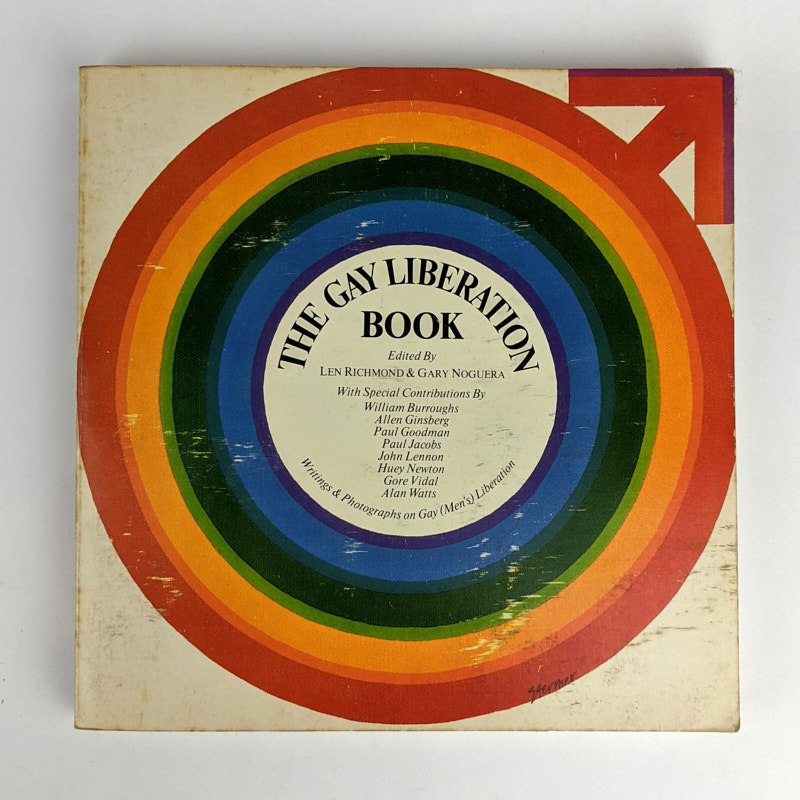 THE GAY LIBERATION
BOOK
Edited By
LEN RICHMOND & GARY NOGUERA
With Special Contributions By
William Burroughs
Allen Ginsberg
Paul Goodman
Paul Jacobs
John Lennon
Huey Newton
Gore Vidal
Alan Watts
Writings & Photographs on Gay (Men's) Liberation
Stermer